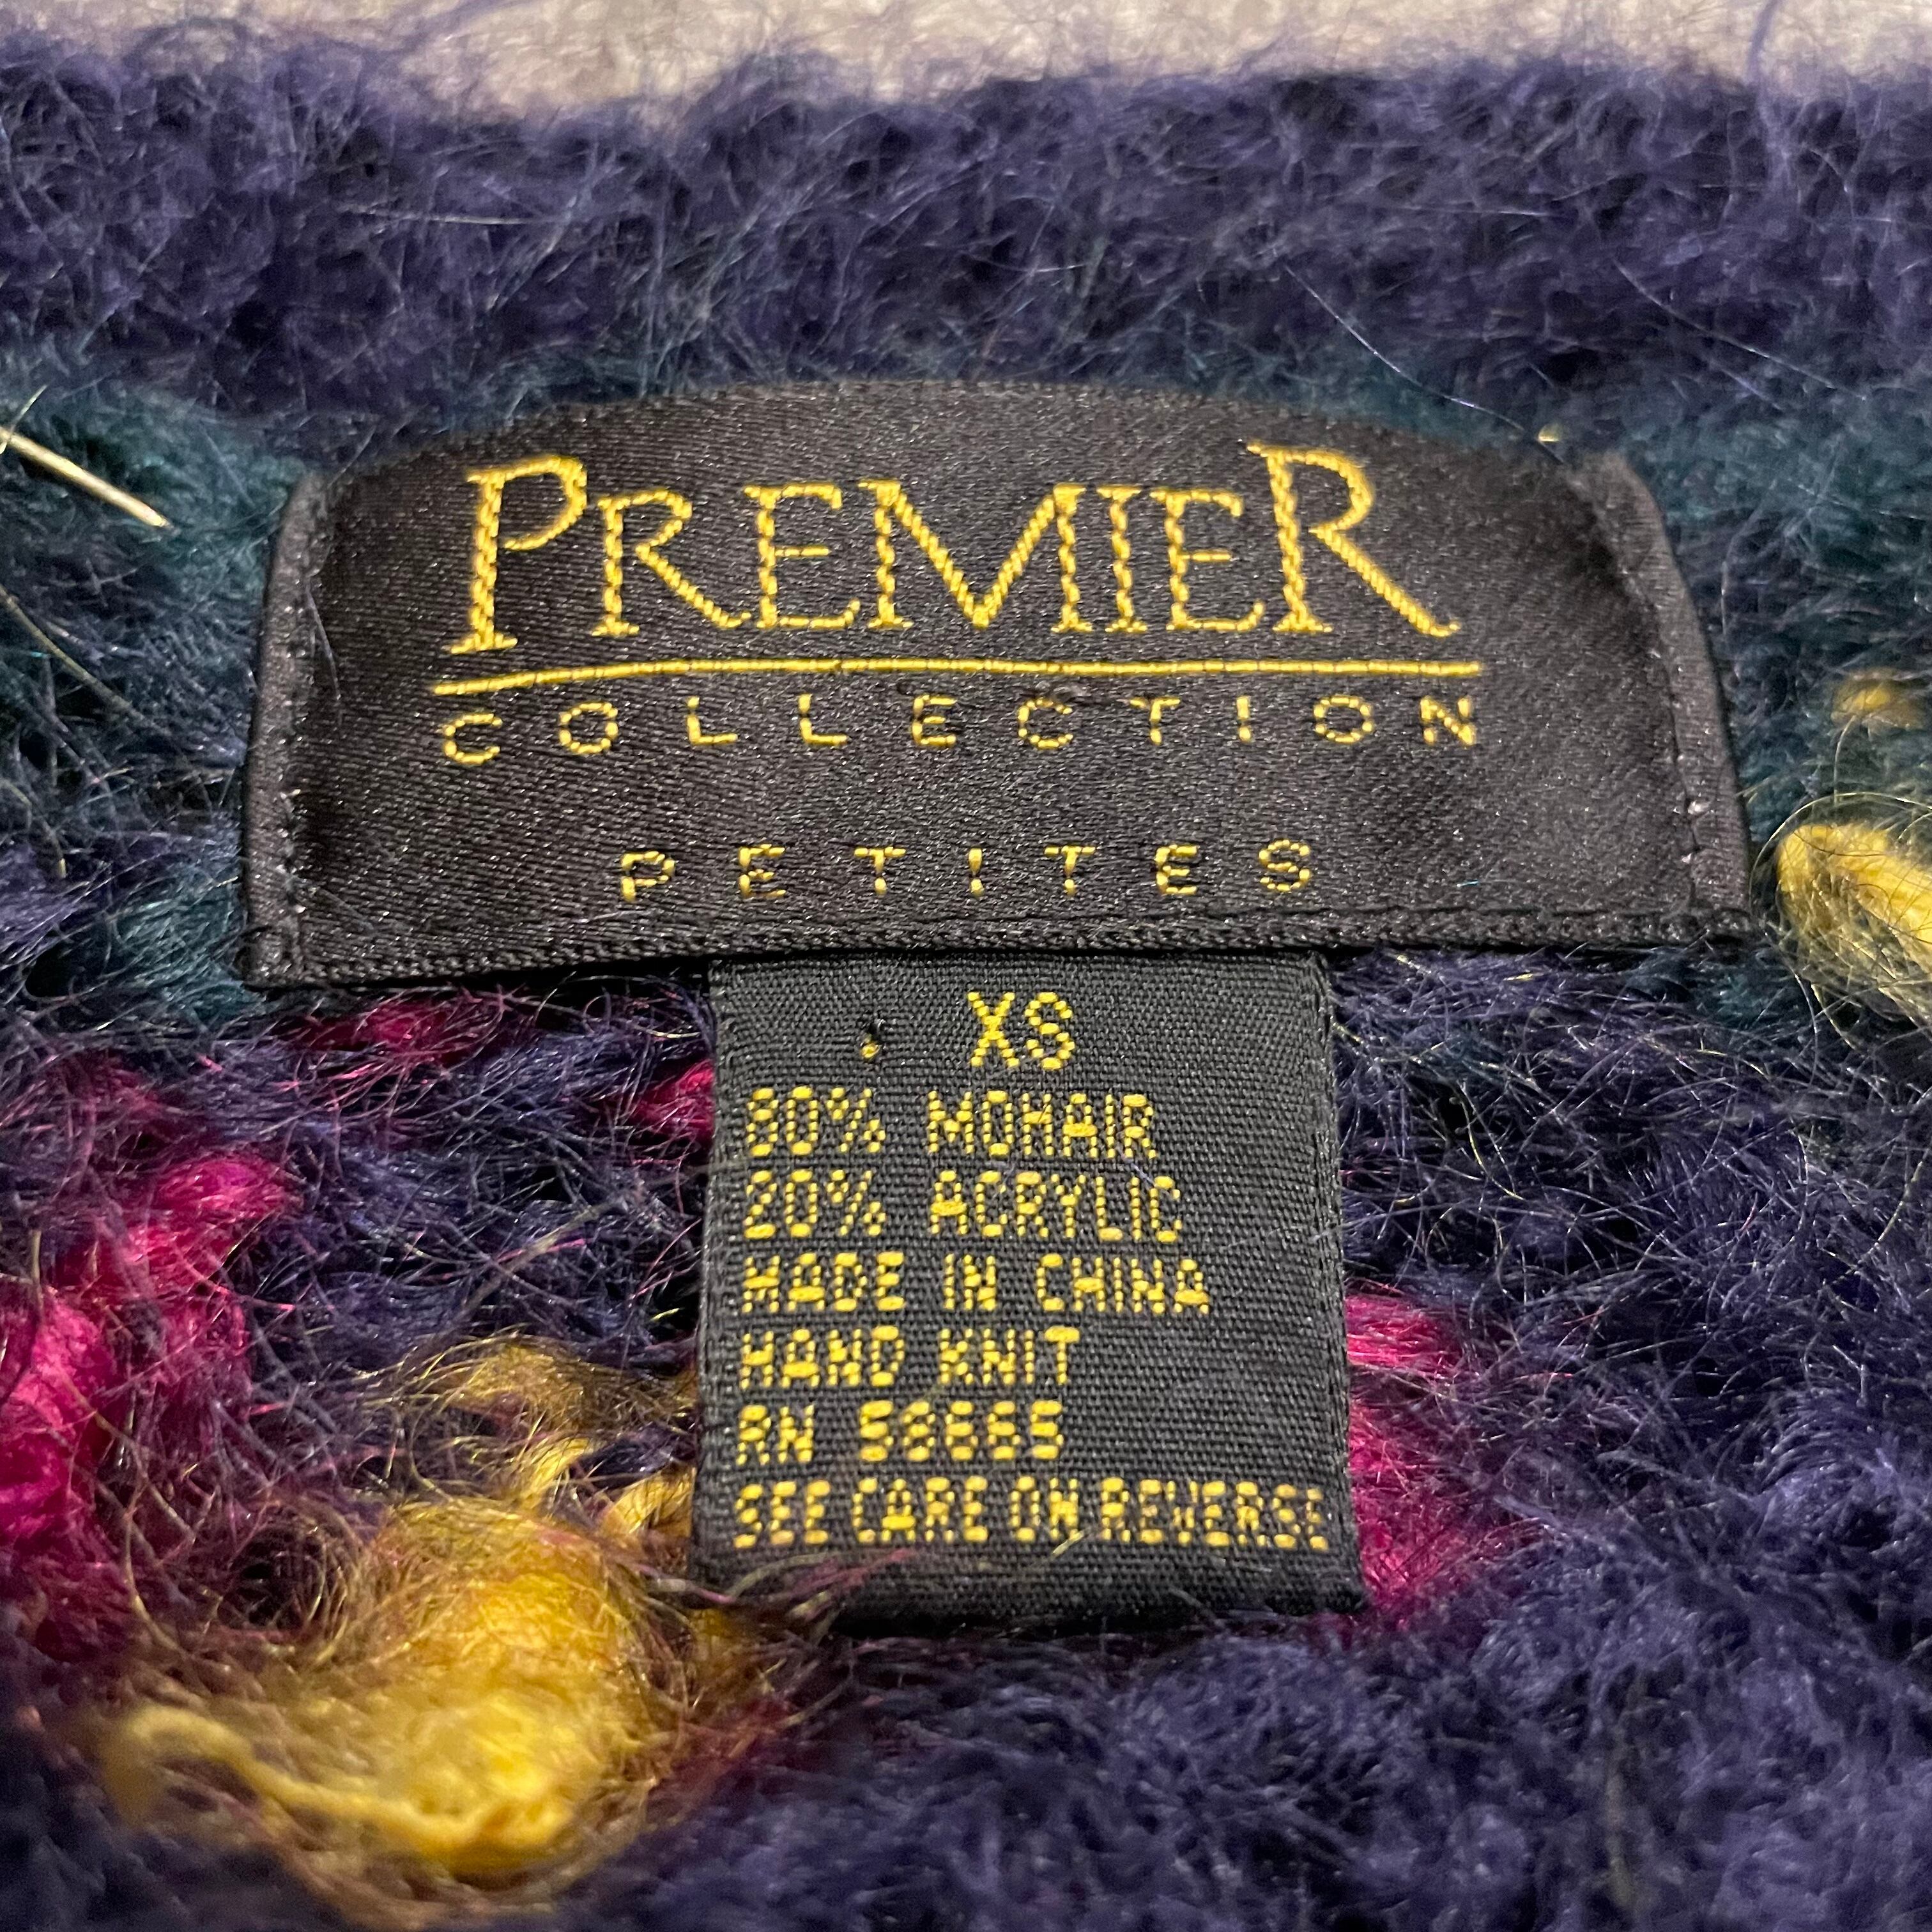 PREMIER
COLLECTION
PETITES
XS
80% MOHAIR
20% ACRYLIC
MADE IN CHINA
HAND KNIT
RN 58665
SEE CARE ON REVERSE